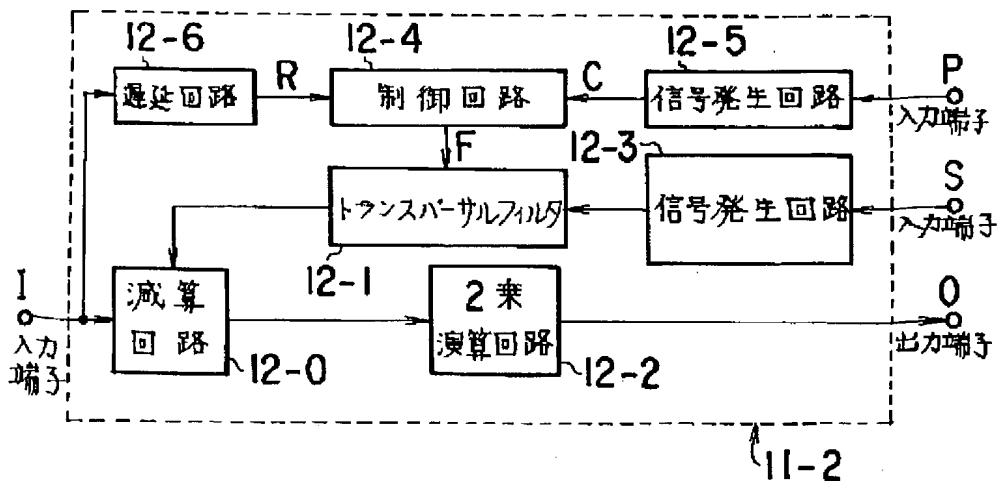 12-6
12-4
12-5
遅延回路
R
制御回路
C
信号発生回路
P
入力端子
F
12-3
トランスバーサルフィルタ
信号発生回路
S
入力端子
12-1
I
入力
端子
減算
回路
12-0
2乗
演算回路
12-2
O
出力端子
11-2